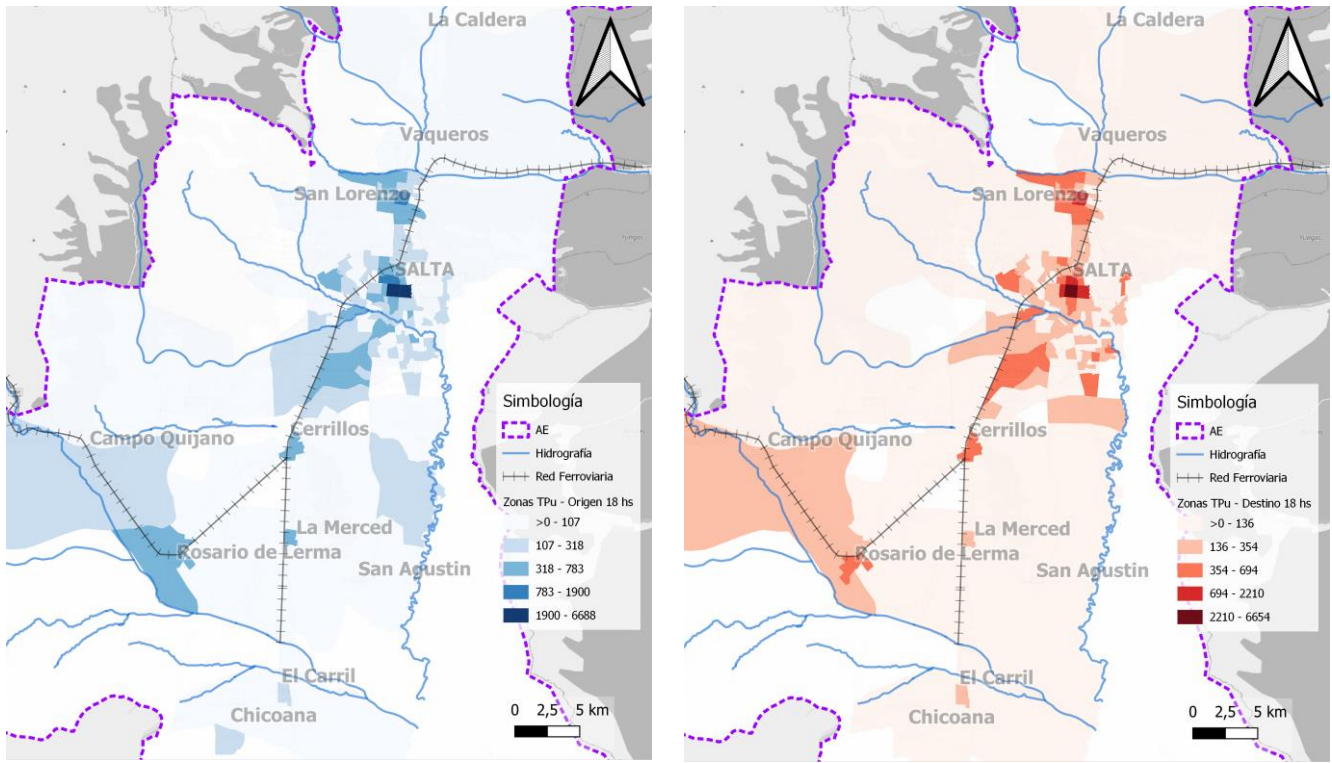 La Caldera
Vaqueros
San Lorenzo
SALTA
Campo Quijano
Cerrillos
La Merced
Rosario de Lerma
San Agustin
El Carril
Chicoana
Simbología
AE
Hidrografía
Red Ferroviaria
Zonas TPu - Origen 18 hs
>0 - 107
107 - 318
318 - 783
783 - 1900
1900 - 6688
0 2,5 5 km
La Caldera
Vaqueros
San Lorenzo
SALTA
Campo Quijano
Cerrillos
La Merced
Rosario de Lerma
San Agustin
El Carril
Chicoana
Simbología
AE
Hidrografía
Red Ferroviaria
Zonas TPu - Destino 18 hs
>0 - 136
136 - 354
354 - 694
694 - 2210
2210 - 6654
0 2,5 5 km